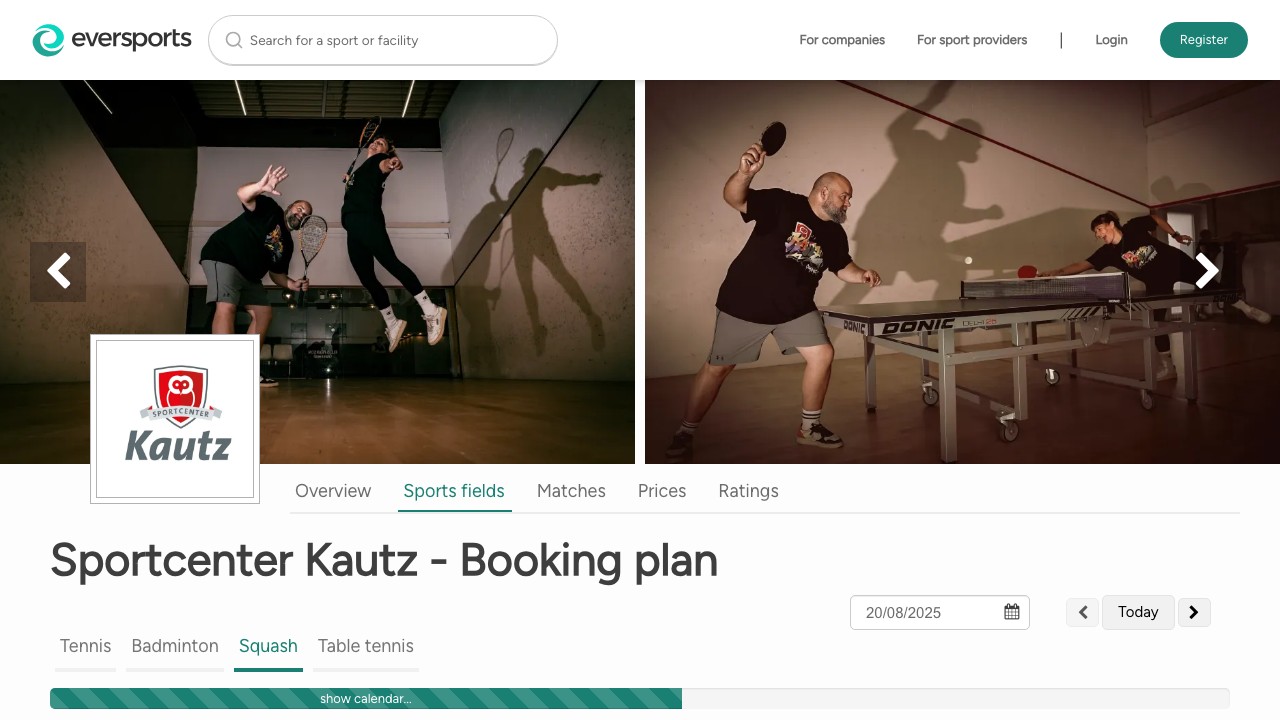 eversports
Search for a sport or facility
For companies
For sport providers
|
Login
Register
DONIC
DONIC
SPORTCENTER
Kautz
Overview
Sports fields
Matches
Prices
Ratings
Sportcenter Kautz - Booking plan
20/08/2025
Today
Tennis
Badminton
Squash
Table tennis
show calendar...